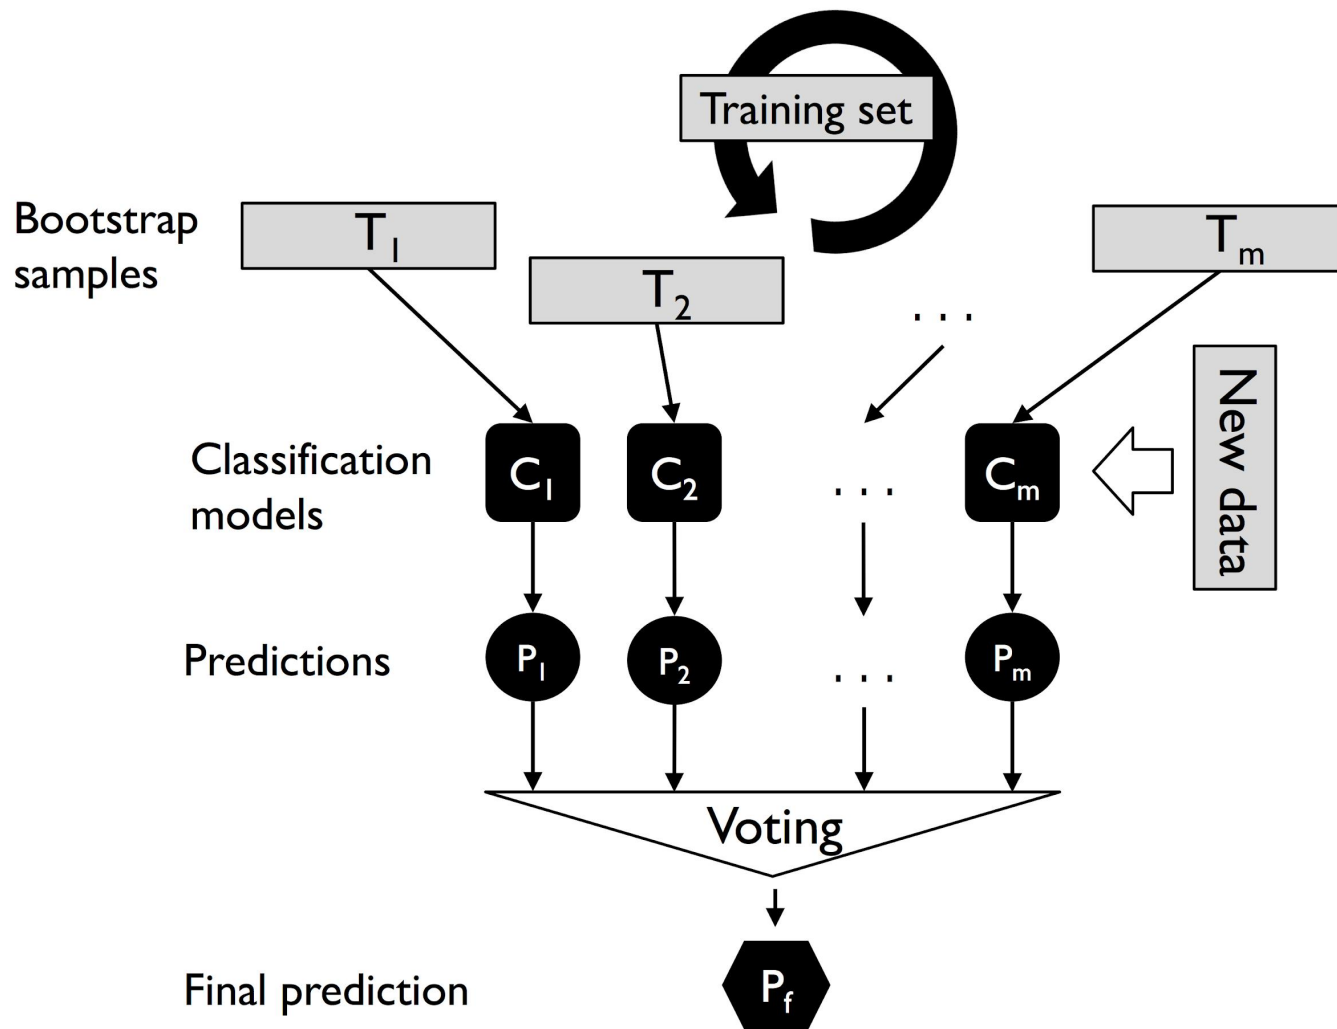 Training set
Bootstrap
samples
T1
T2
Tm
. . .
New data
Classification
models
C1
C2
. . .
Cm
Predictions
P1
P2
. . .
Pm
Voting
Final prediction
Pf